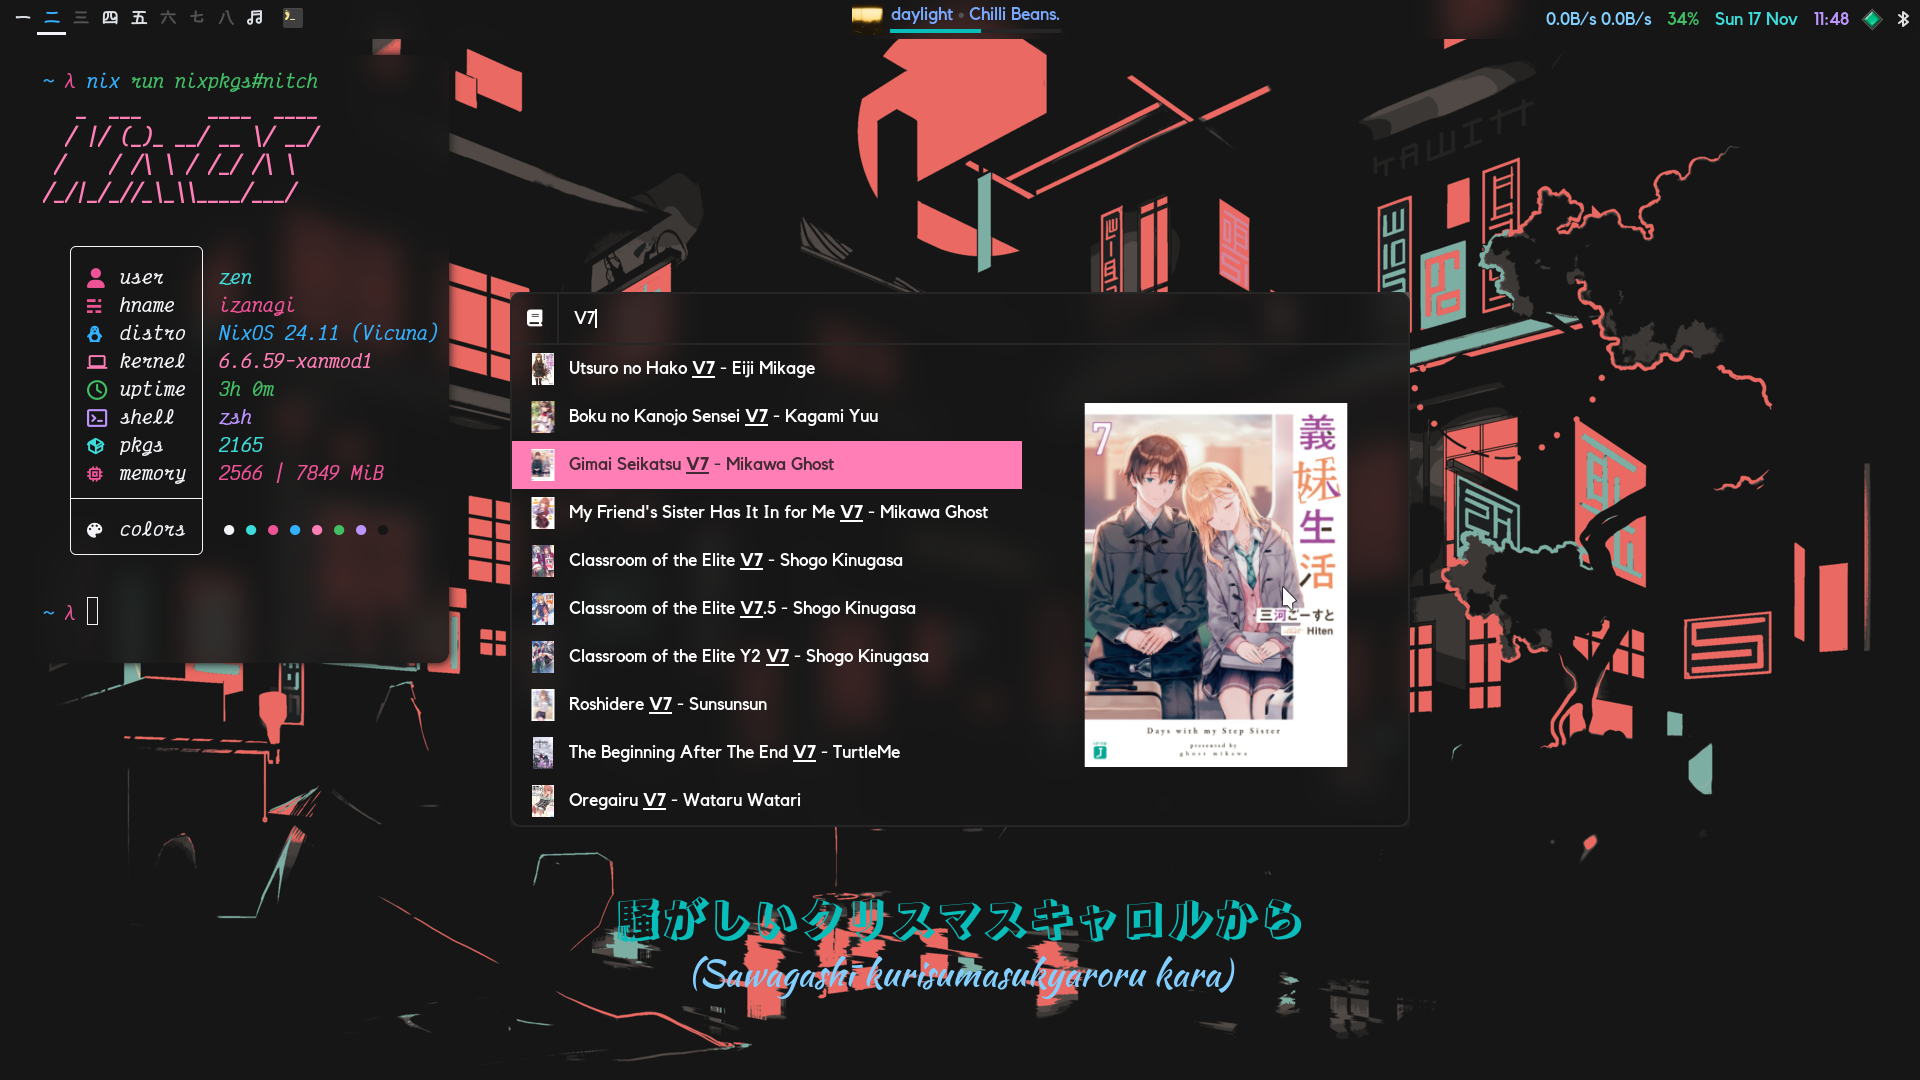 一 二 三 四 五 六 七 八
daylight • Chilli Beans.
0.0B/s 0.0B/s 34% Sun 17 Nov 11:48
~ λ nix run nixpkgs#nitch
user zen
hname izanagi
distro NixOS 24.11 (Vicuna)
kernel 6.6.59-xanmod1
uptime 3h 0m
shell zsh
pkgs 2165
memory 2566 | 7849 MiB
colors
~ λ
V7
Utsuro no Hako V7 - Eiji Mikage
Boku no Kanojo Sensei V7 - Kagami Yuu
Gimai Seikatsu V7 - Mikawa Ghost
My Friend's Sister Has It In for Me V7 - Mikawa Ghost
Classroom of the Elite V7 - Shogo Kinugasa
Classroom of the Elite V7.5 - Shogo Kinugasa
Classroom of the Elite Y2 V7 - Shogo Kinugasa
Roshidere V7 - Sunsunsun
The Beginning After The End V7 - TurtleMe
Oregairu V7 - Wataru Watari
7
義妹生活
三河ごーすと
Hiten
Days with my Step Sister
presented by
ghost mikawa
騒がしいクリスマスキャロルから
(Sawagashi kurisumasukyaroru kara)